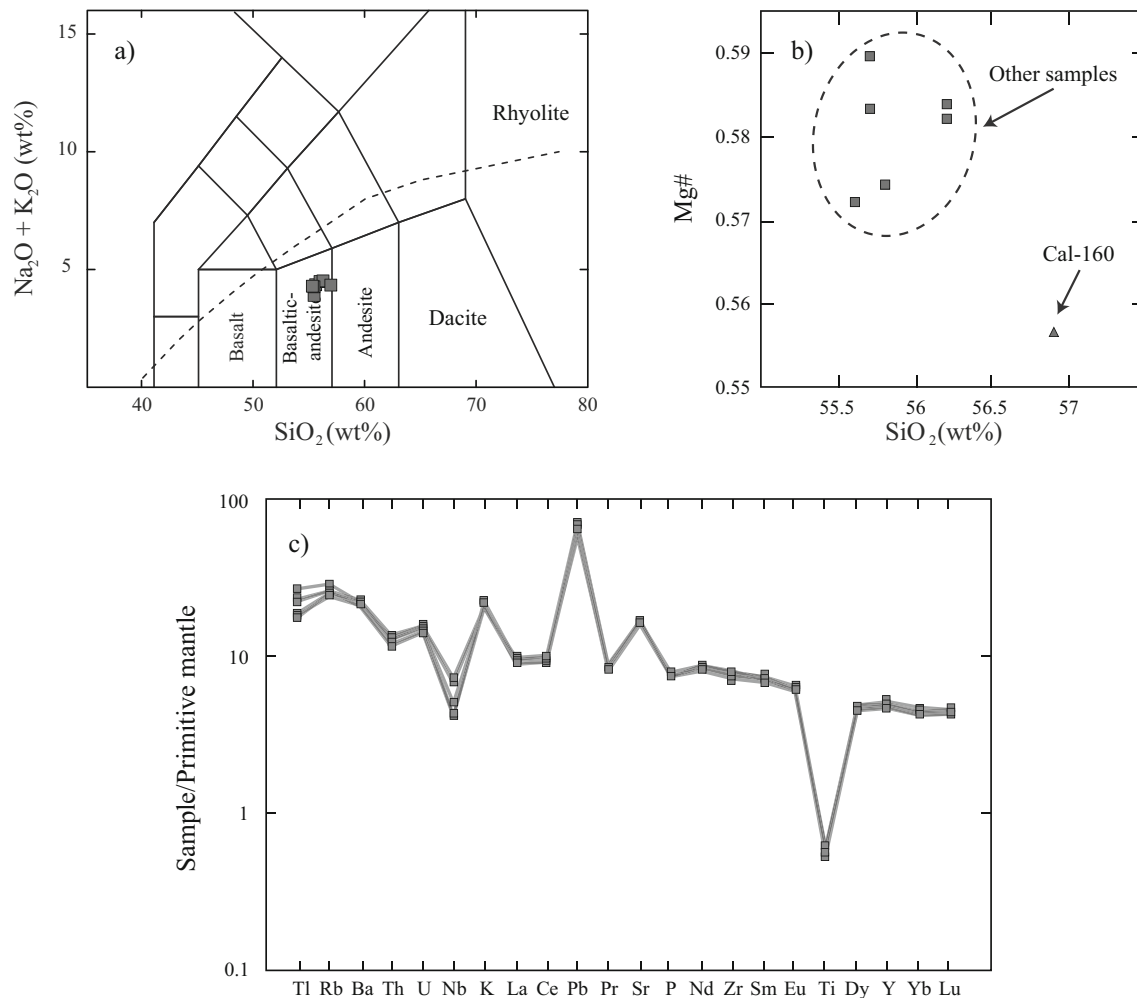 a)
Na₂O + K₂O (wt%)
15
10
5
Rhyolite
Basalt
Basaltic-
andesite
Andesite
Dacite
40 50 60 70 80
SiO₂(wt%)
b)
Mg#
0.59
0.58
0.57
0.56
0.55
Other samples
Cal-160
55.5 56 56.5 57
SiO₂(wt%)
c)
Sample/Primitive mantle
100
10
1
0.1
Tl Rb Ba Th U Nb K La Ce Pb Pr Sr P Nd Zr Sm Eu Ti Dy Y Yb Lu